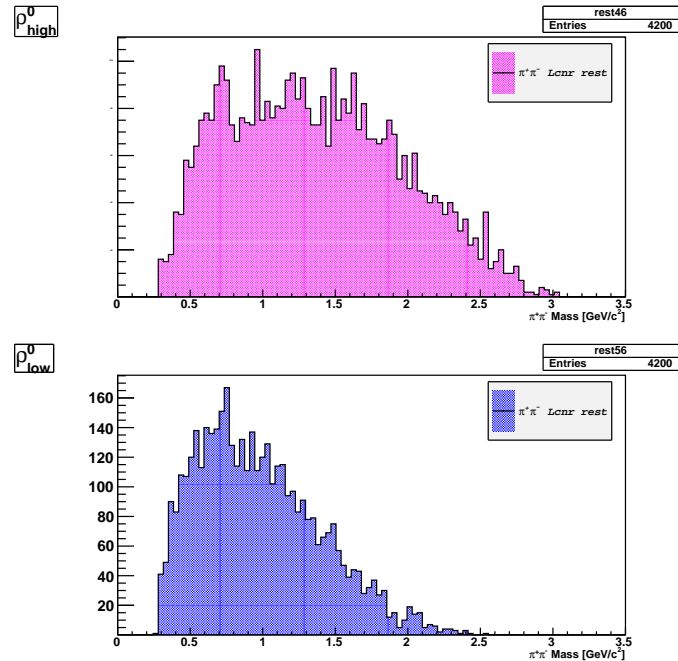 ρ⁰high
rest46
Entries 4200
π⁺π⁻ Lcnr rest
0 0.5 1 1.5 2 2.5 3 3.5
π⁺π⁻ Mass [GeV/c²]
ρ⁰low
rest56
Entries 4200
π⁺π⁻ Lcnr rest
160
140
120
100
80
60
40
20
0 0.5 1 1.5 2 2.5 3 3.5
π⁺π⁻ Mass [GeV/c²]